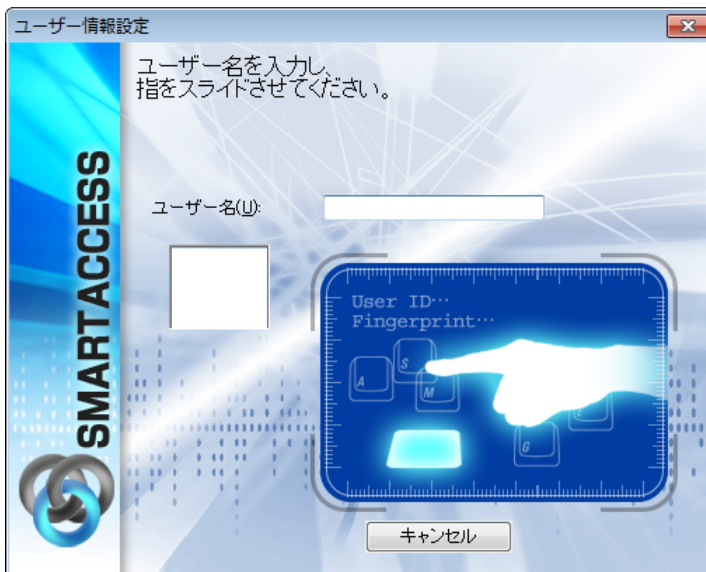 ユーザー情報設定
ユーザー名を入力し、
指をスライドさせてください。
SMARTACCESS
ユーザー名(U):
User ID…
Fingerprint…
S
A
M
E
G
キャンセル